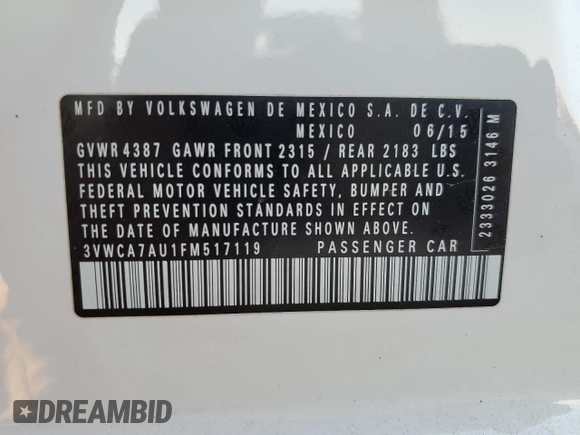 MFD BY VOLKSWAGEN DE MEXICO S.A. DE C.V.
MEXICO 06/15
GVWR 4387 GAWR FRONT 2315 / REAR 2183 LBS
THIS VEHICLE CONFORMS TO ALL APPLICABLE U.S.
FEDERAL MOTOR VEHICLE SAFETY, BUMPER AND
THEFT PREVENTION STANDARDS IN EFFECT ON
THE DATE OF MANUFACTURE SHOWN ABOVE.
3VWCA7AU1FM517119 PASSENGER CAR
2333026 3146 M
DREAMBID